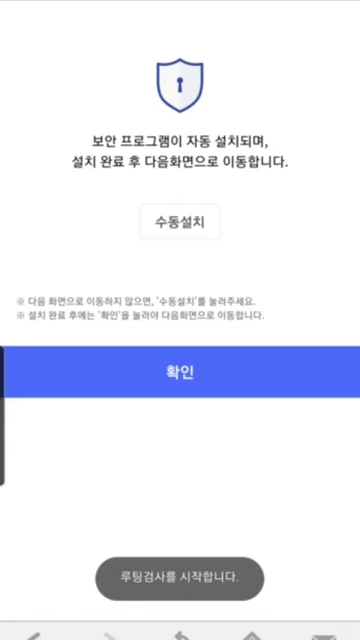 보안 프로그램이 자동 설치되며,
설치 완료 후 다음화면으로 이동합니다.
수동설치
※ 다음 화면으로 이동하지 않으면, '수동설치'를 눌러주세요.
※ 설치 완료 후에는 '확인'을 눌러야 다음화면으로 이동합니다.
확인
루팅검사를 시작합니다.